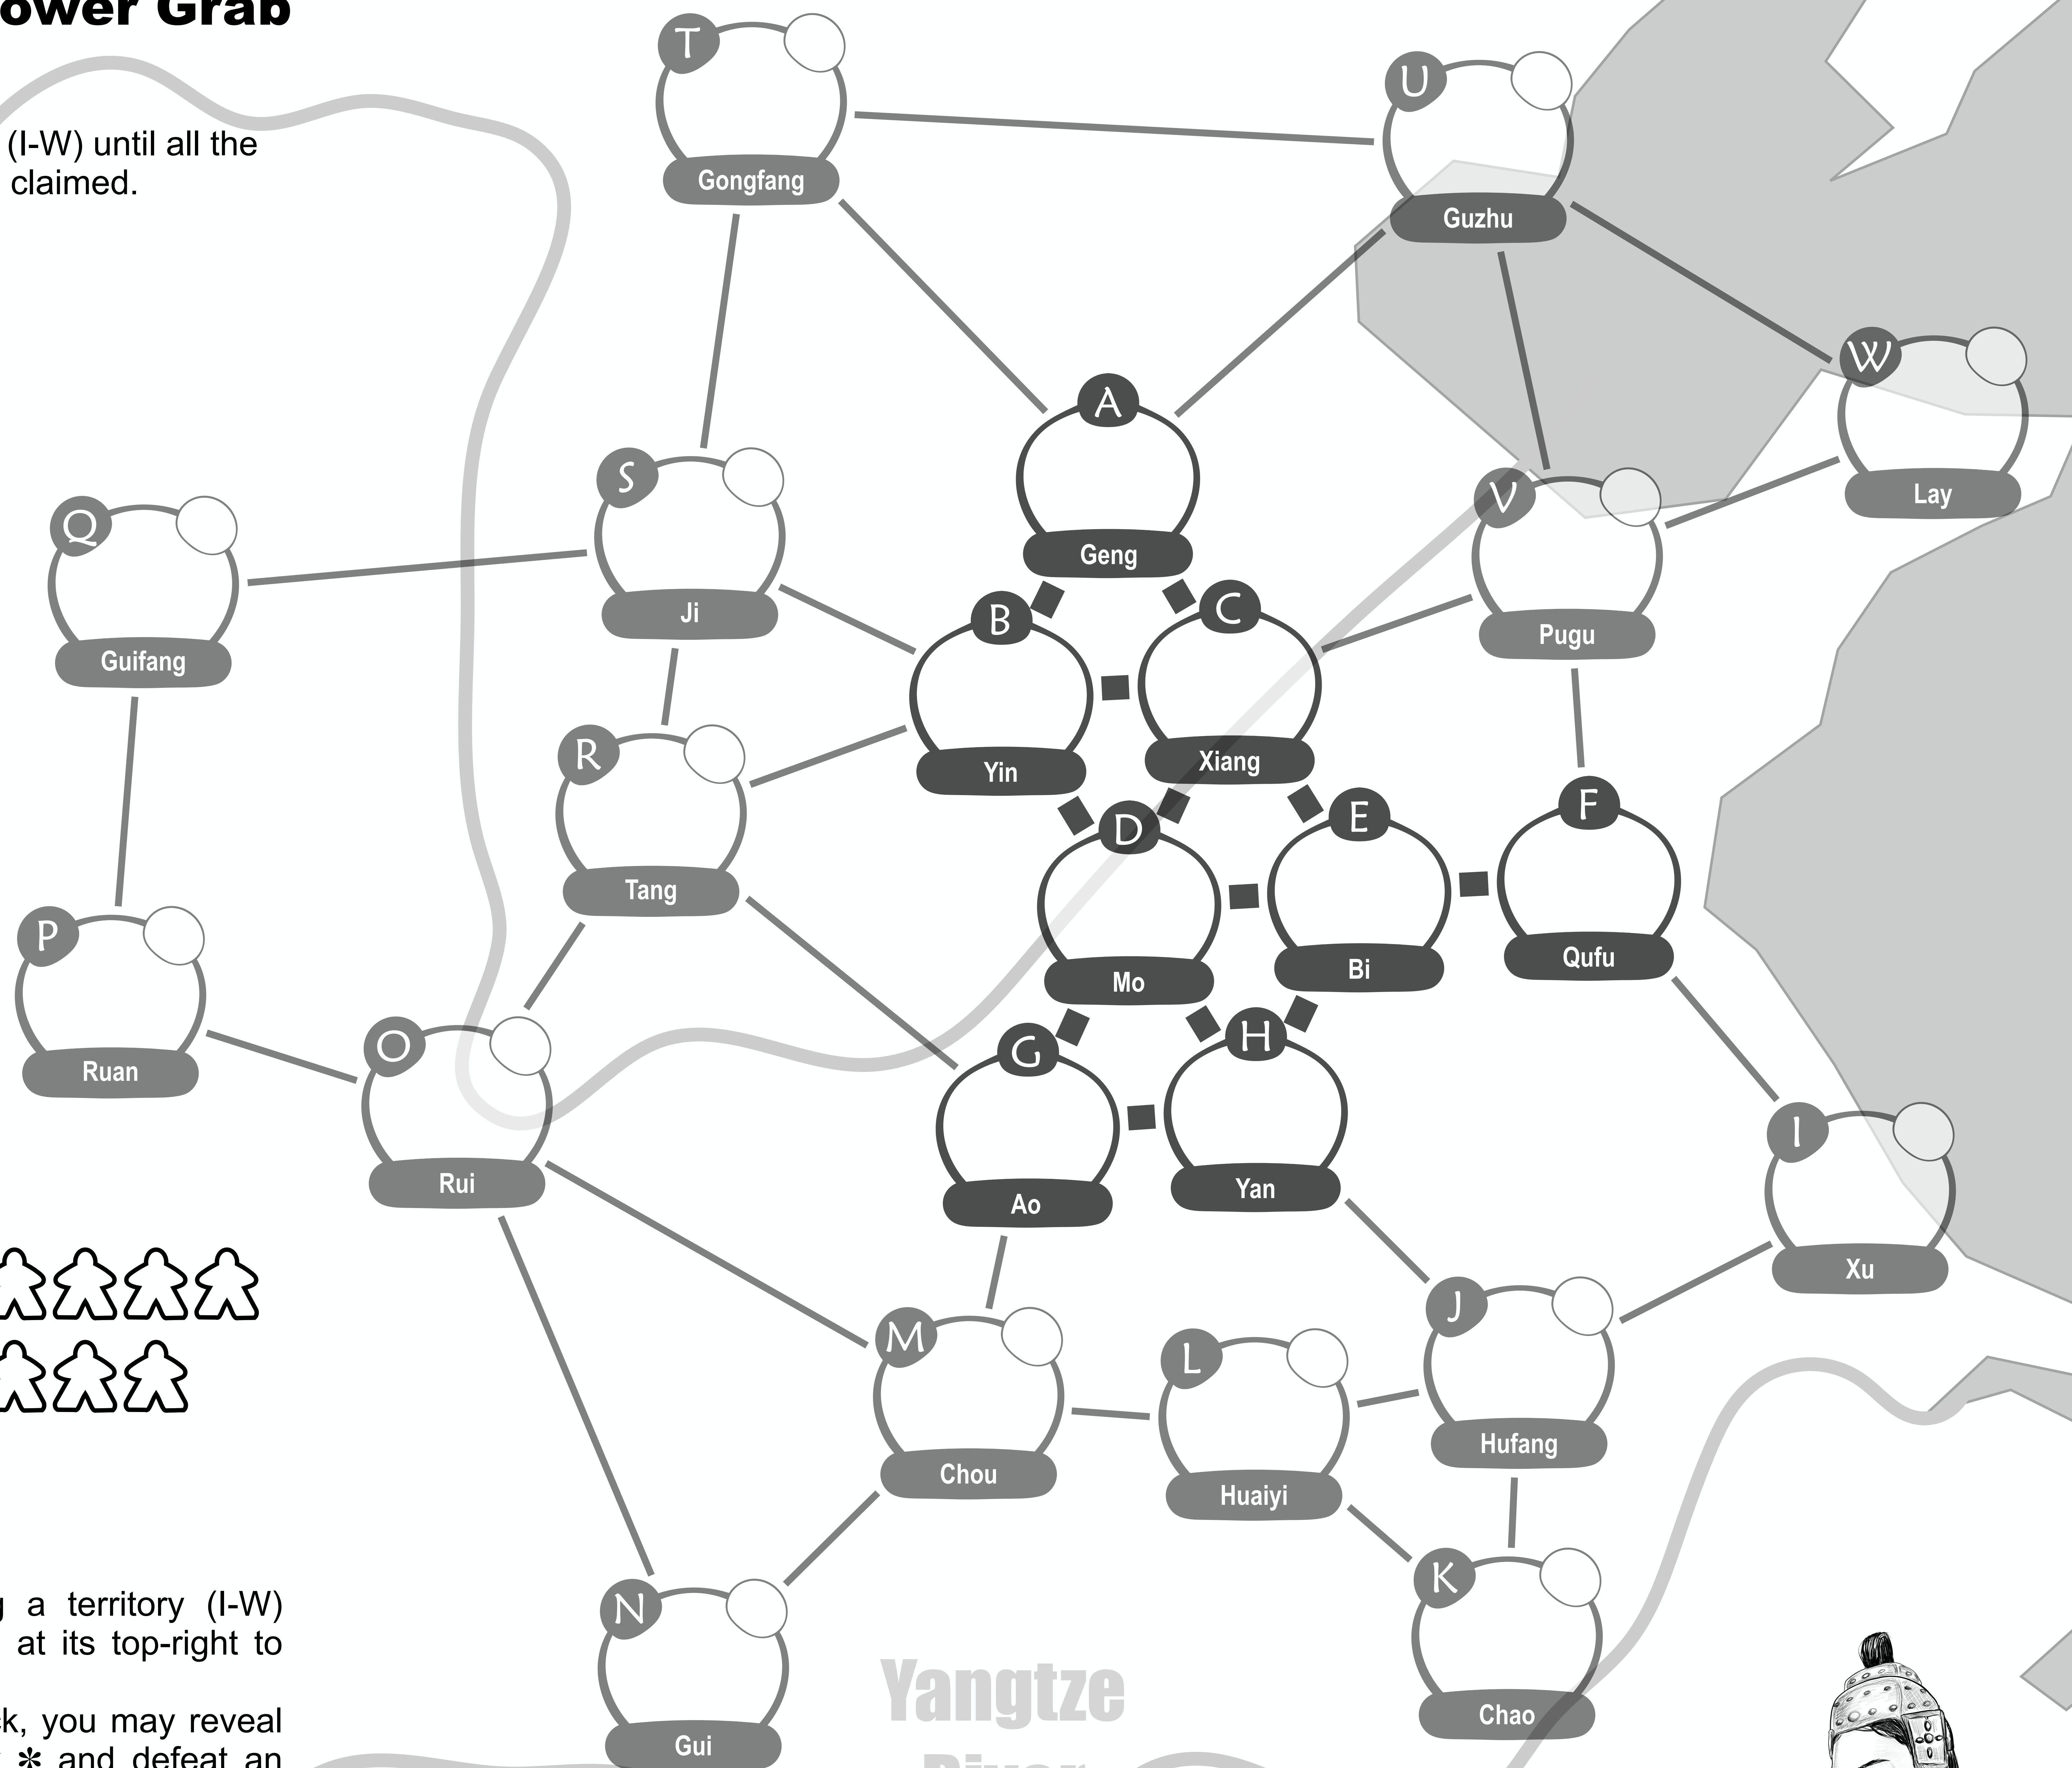 ower Grab
(I-W) until all the
claimed.
T
Gongfang
U
Guzhu
W
Lay
A
Geng
S
Ji
Q
Guifang
V
Pugu
B
Yin
C
Xiang
R
Tang
D
Mo
E
Bi
F
Qufu
P
Ruan
O
Rui
G
Ao
H
Yan
I
Xu
J
Hufang
M
Chou
L
Huaiyi
K
Chao
N
Gui
a territory (I-W)
at its top-right to
you may reveal
* and defeat an
Yangtze
River